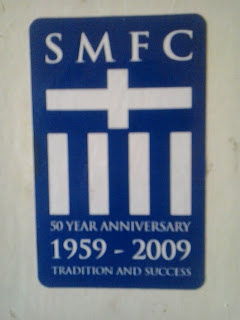 SMFC
50 YEAR ANNIVERSARY
1959 - 2009
TRADITION AND SUCCESS